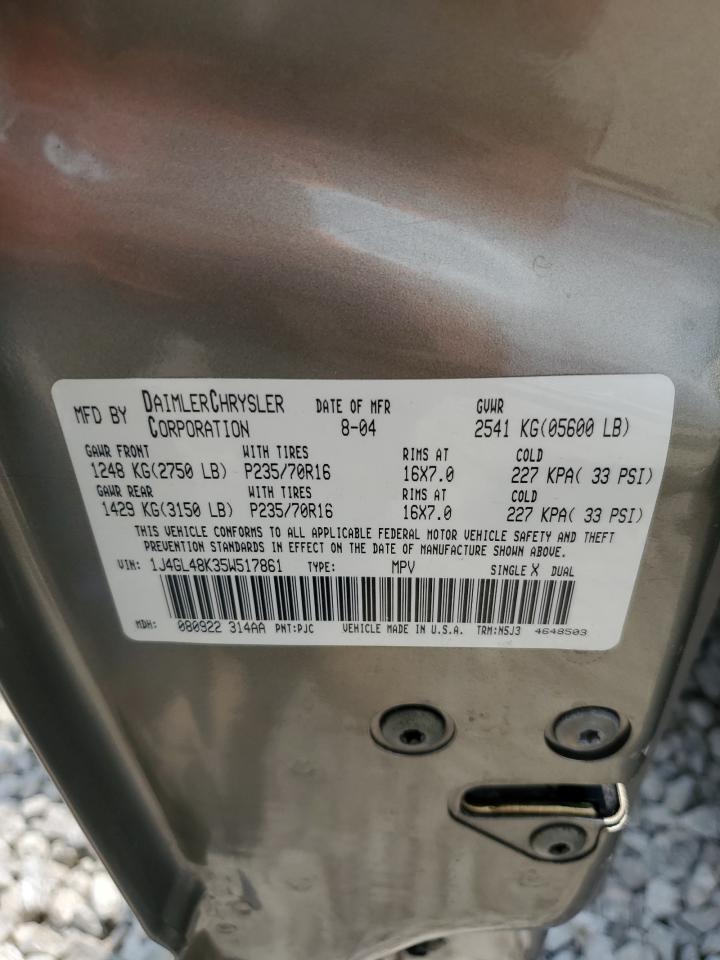 MFD BY DAIMLERCHRYSLER CORPORATION DATE OF MFR 8-04 GVWR 2541 KG(05600 LB)
GAWR FRONT WITH TIRES RIMS AT COLD
1248 KG(2750 LB) P235/70R16 16X7.0 227 KPA( 33 PSI)
GAWR REAR WITH TIRES RIMS AT COLD
1429 KG(3150 LB) P235/70R16 16X7.0 227 KPA( 33 PSI)
THIS VEHICLE CONFORMS TO ALL APPLICABLE FEDERAL MOTOR VEHICLE SAFETY AND THEFT
PREVENTION STANDARDS IN EFFECT ON THE DATE OF MANUFACTURE SHOWN ABOVE.
VIN: 1J4GL48K35W517861 TYPE: MPV SINGLE X DUAL
MDH: 080922 314AA PNT:PJC VEHICLE MADE IN U.S.A. TRM:N5J3 4648503